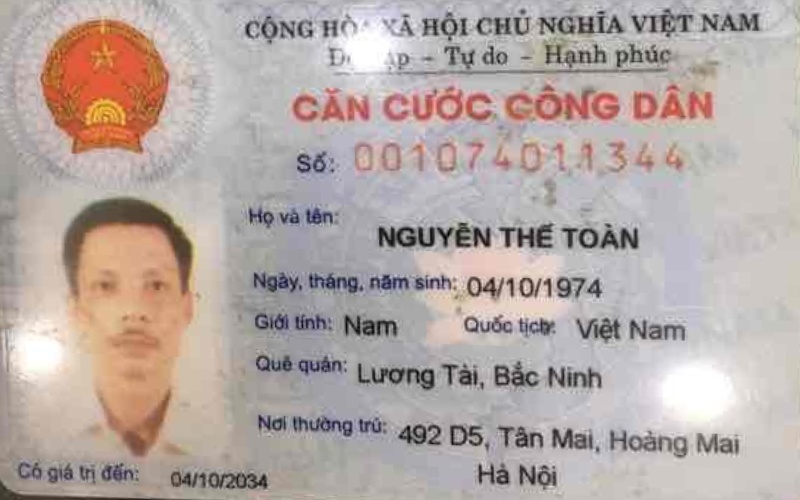 CỘNG HÒA XÃ HỘI CHỦ NGHĨA VIỆT NAM
Tự do – Hạnh phúc
CĂN CƯỚC CÔNG DÂN
Số: 001074011344
Họ và tên:
NGUYỄN THẾ TOÀN
Ngày, tháng, năm sinh: 04/10/1974
Giới tính: Nam Quốc tịch: Việt Nam
Quê quán: Lương Tài, Bắc Ninh
Nơi thường trú: 492 D5, Tân Mai, Hoàng Mai
Hà Nội
Có giá trị đến: 04/10/2034